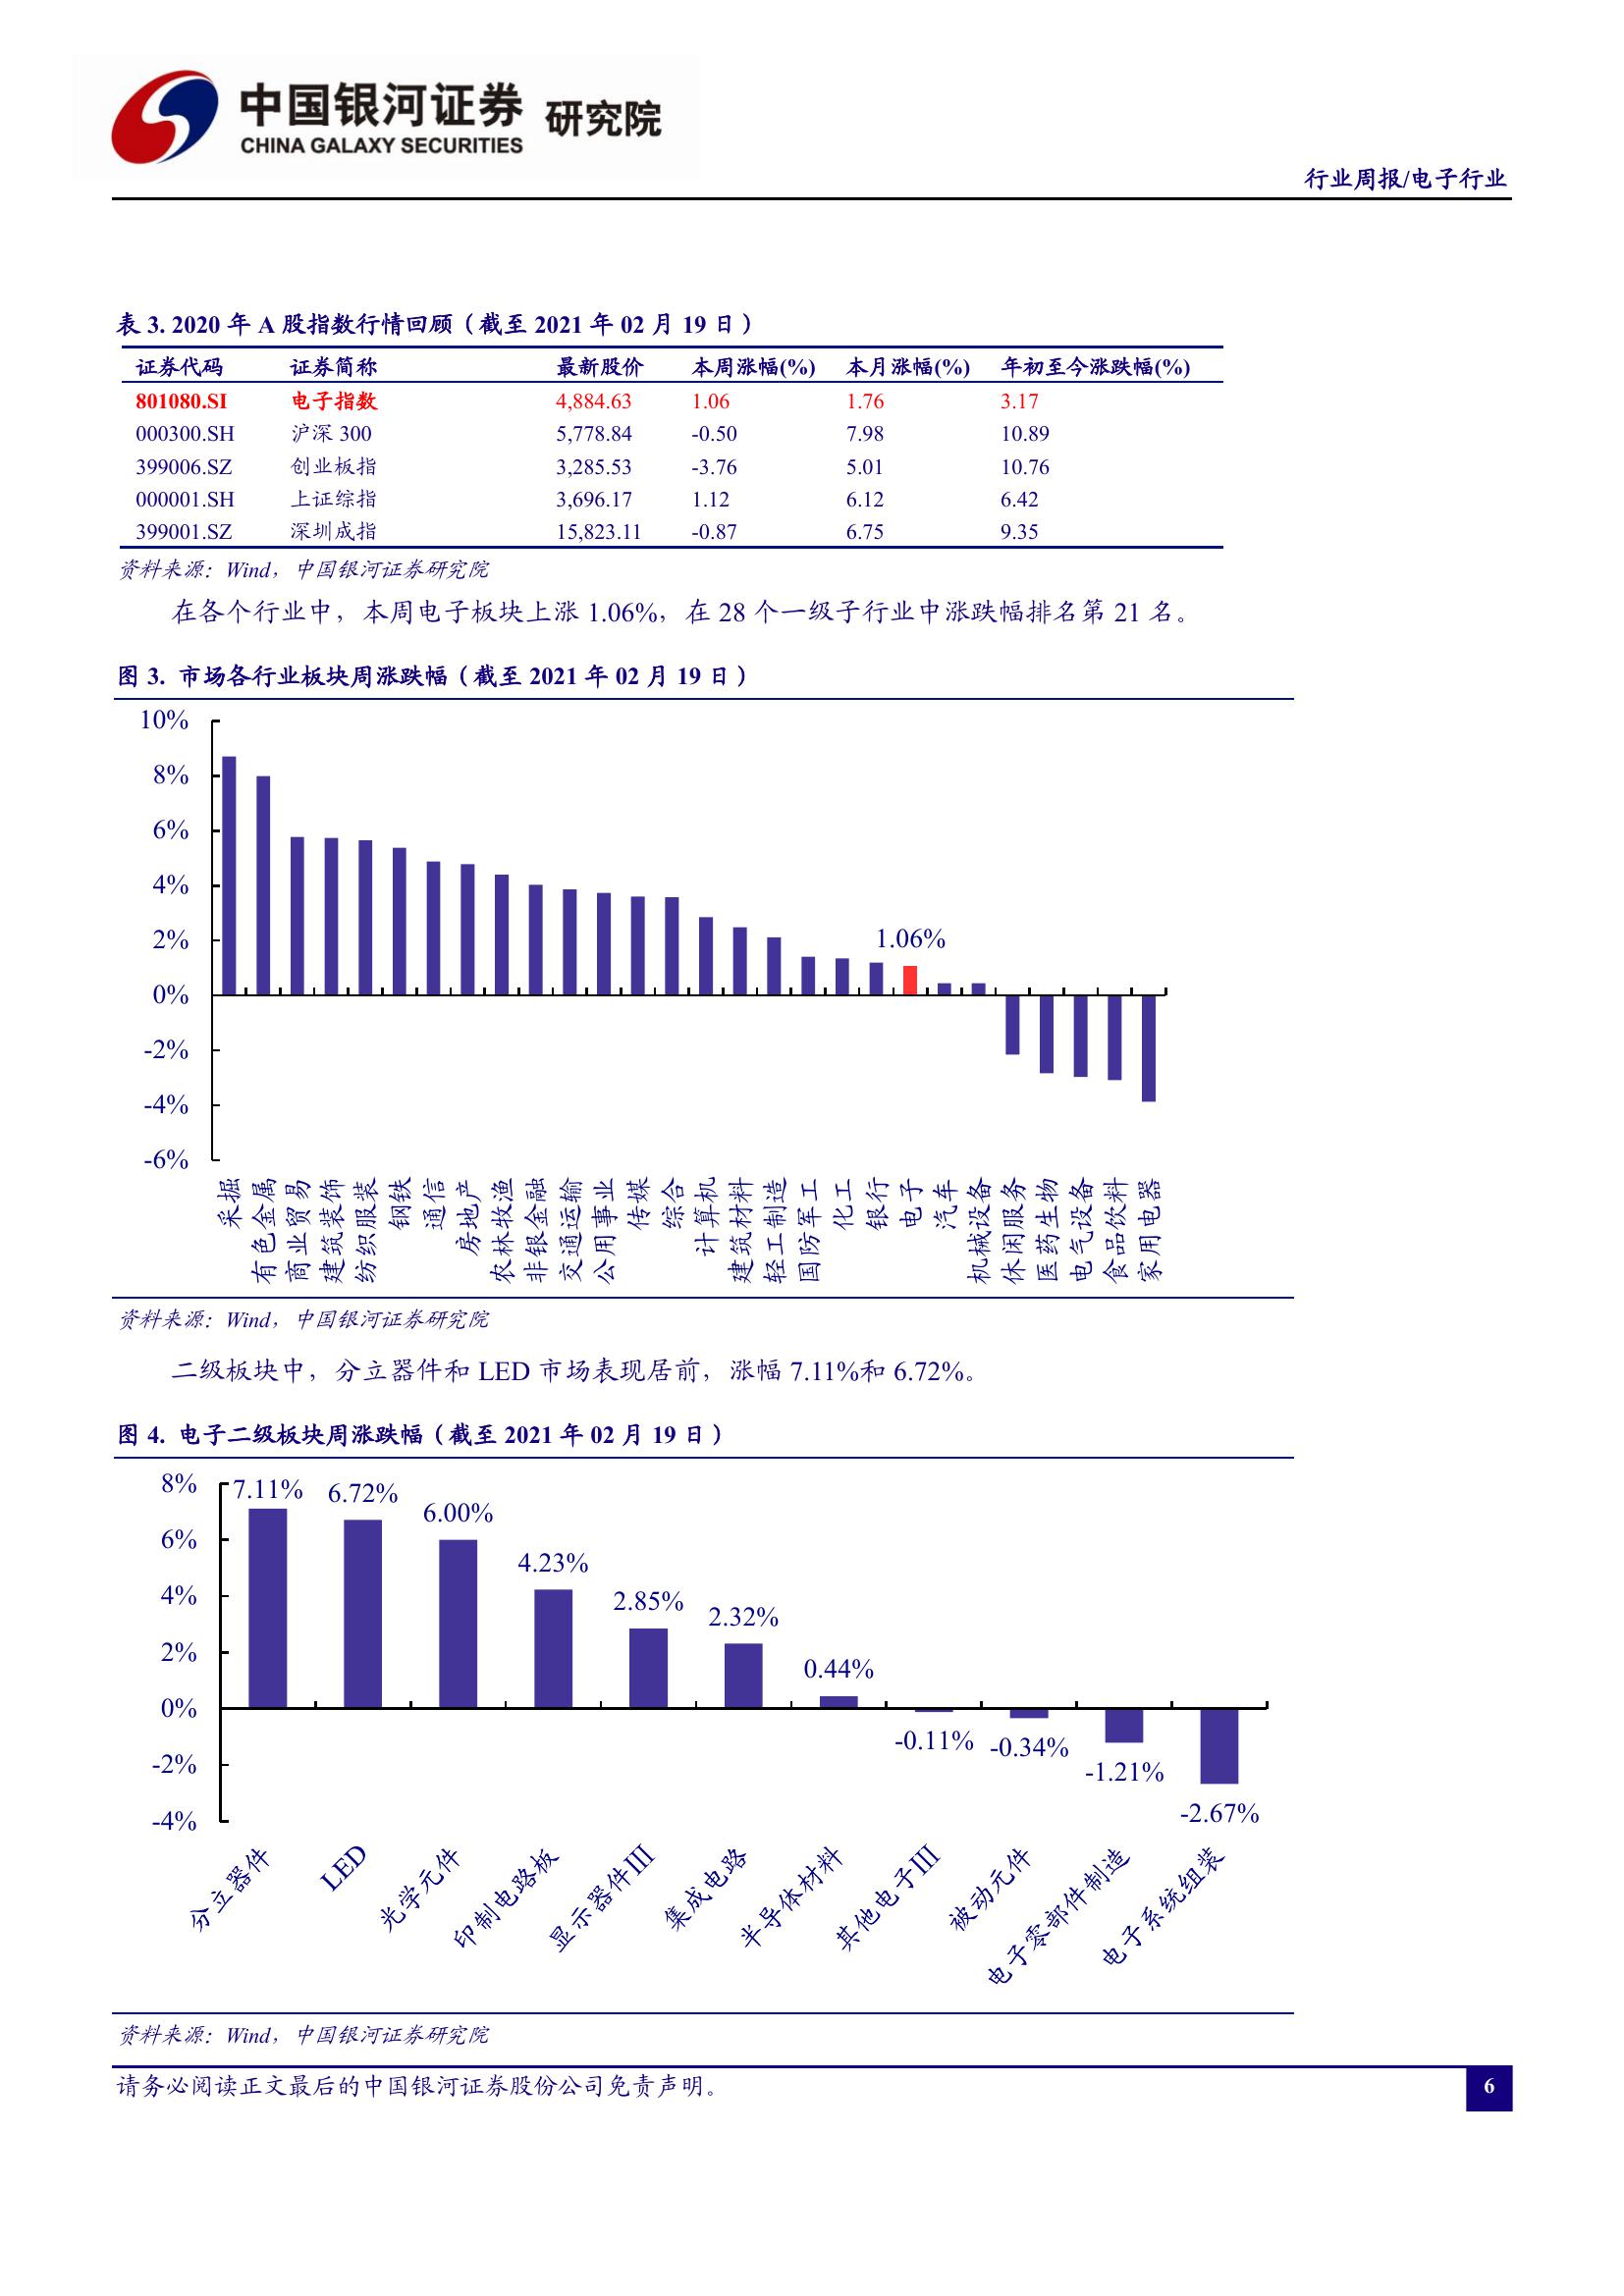 中国银河证券 研究院
CHINA GALAXY SECURITIES
行业周报/电子行业
表 3. 2020 年 A 股指数行情回顾（截至 2021 年 02 月 19 日）
证券代码 证券简称 最新股价 本周涨幅(%) 本月涨幅(%) 年初至今涨跌幅(%)
801080.SI 电子指数 4,884.63 1.06 1.76 3.17
000300.SH 沪深 300 5,778.84 -0.50 7.98 10.89
399006.SZ 创业板指 3,285.53 -3.76 5.01 10.76
000001.SH 上证综指 3,696.17 1.12 6.12 6.42
399001.SZ 深圳成指 15,823.11 -0.87 6.75 9.35
资料来源：Wind，中国银河证券研究院
在各个行业中，本周电子板块上涨 1.06%，在 28 个一级子行业中涨跌幅排名第 21 名。
图 3. 市场各行业板块周涨跌幅（截至 2021 年 02 月 19 日）
10%
8%
6%
4%
2%
0%
-2%
-4%
-6%
1.06%
采掘
有色金属
商业贸易
建筑装饰
纺织服装
钢铁
通信
房地产
农林牧渔
非银金融
交通运输
公用事业
传媒
综合
计算机
建筑材料
轻工制造
国防军工
化工
银行
电子
汽车
机械设备
休闲服务
医药生物
电气设备
食品饮料
家用电器
资料来源：Wind，中国银河证券研究院
二级板块中，分立器件和 LED 市场表现居前，涨幅 7.11%和 6.72%。
图 4. 电子二级板块周涨跌幅（截至 2021 年 02 月 19 日）
8%
6%
4%
2%
0%
-2%
-4%
7.11%
6.72%
6.00%
4.23%
2.85%
2.32%
0.44%
-0.11%
-0.34%
-1.21%
-2.67%
分立器件
LED
光学元件
印制电路板
显示器件III
集成电路
半导体材料
其他电子III
被动元件
电子零部件制造
电子系统组装
资料来源：Wind，中国银河证券研究院
请务必阅读正文最后的中国银河证券股份公司免责声明。
6